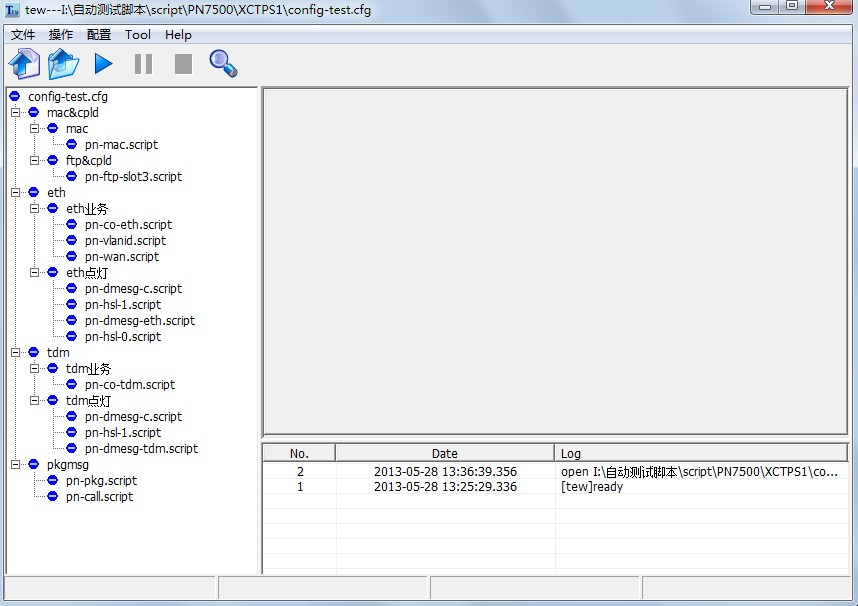 tew---I:\自动测试脚本\script\PN7500\XCTPS1\config-test.cfg
文件 操作 配置 Tool Help
config-test.cfg
mac&cpld
mac
pn-mac.script
ftp&cpld
pn-ftp-slot3.script
eth
eth业务
pn-co-eth.script
pn-vlanid.script
pn-wan.script
eth点灯
pn-dmesg-c.script
pn-hsl-1.script
pn-dmesg-eth.script
pn-hsl-0.script
tdm
tdm业务
pn-co-tdm.script
tdm点灯
pn-dmesg-c.script
pn-hsl-1.script
pn-dmesg-tdm.script
pkgmsg
pn-pkg.script
pn-call.script
No. Date Log
2 2013-05-28 13:36:39.356 open I:\自动测试脚本\script\PN7500\XCTPS1\co...
1 2013-05-28 13:25:29.336 [tew]ready